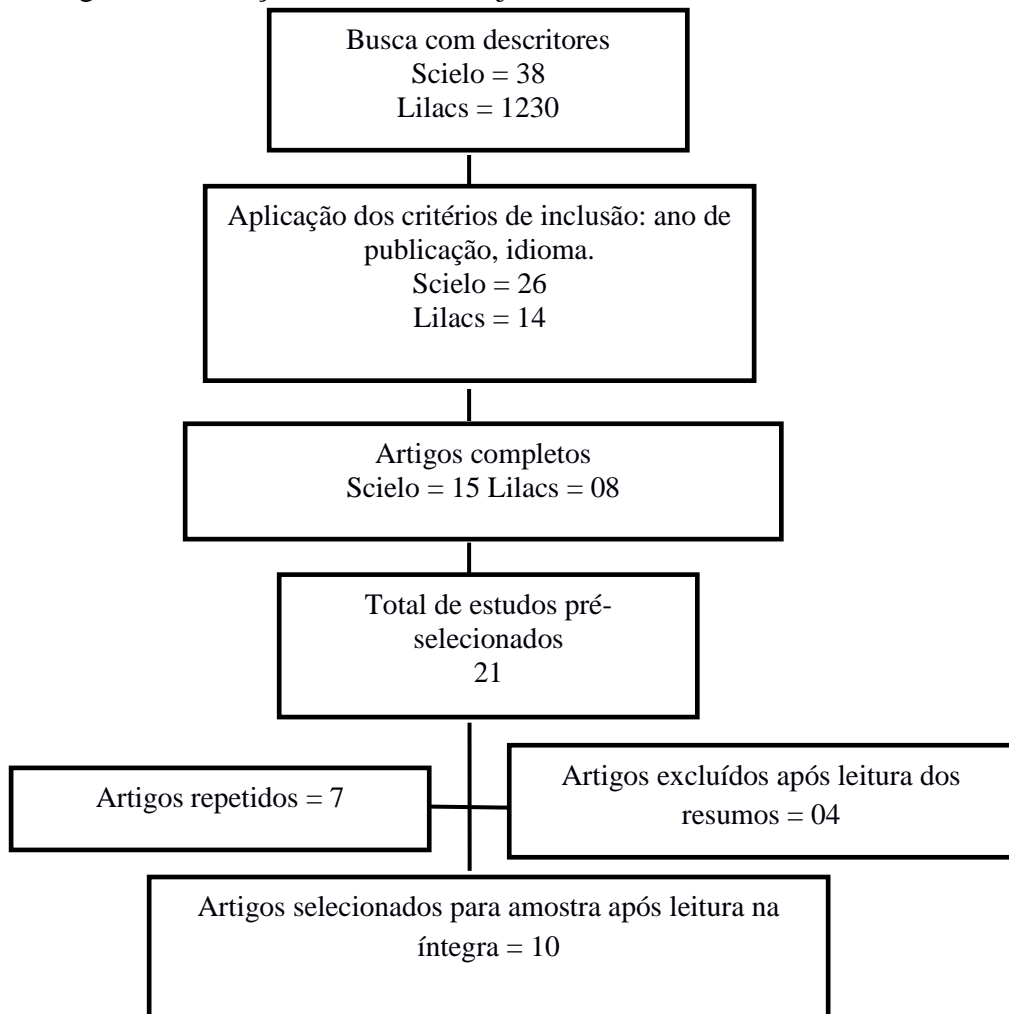 Busca com descritores
Scielo = 38
Lilacs = 1230
Aplicação dos critérios de inclusão: ano de
publicação, idioma.
Scielo = 26
Lilacs = 14
Artigos completos
Scielo = 15 Lilacs = 08
Total de estudos pré-
selecionados
21
Artigos repetidos = 7
Artigos excluídos após leitura dos
resumos = 04
Artigos selecionados para amostra após leitura na
íntegra = 10